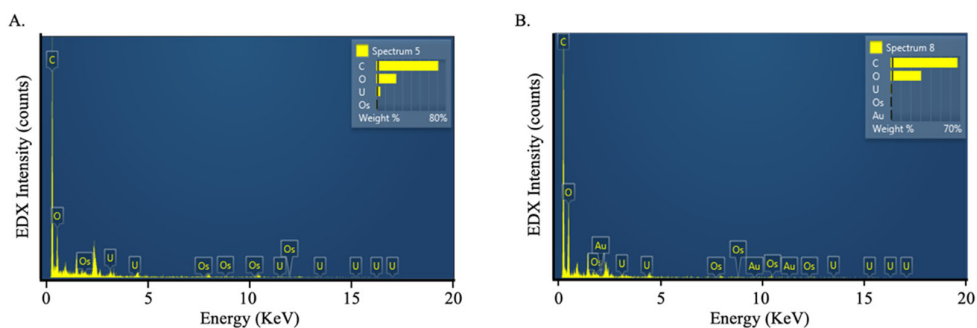 A.
EDX Intensity (counts)
C
O
Os
U
U
Os
Os
Os
U
Os
U
U
U
U
Spectrum 5
C
O
U
Os
Weight % 80%
0 5 10 15 20
Energy (KeV)
B.
EDX Intensity (counts)
C
O
Os
Au
U
U
Os
Os
Au
Os
Au
Os
U
U
U
U
Spectrum 8
C
O
U
Os
Au
Weight % 70%
0 5 10 15 20
Energy (KeV)